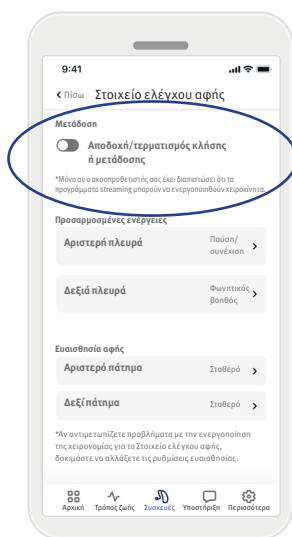 9:41
Πίσω Στοιχείο ελέγχου αφής
Μετάδοση
Αποδοχή/τερματισμός κλήσης
ή μετάδοσης
*Μόνο αν ο ακοοπροθετιστής σας έχει διαπιστώσει ότι τα
προγράμματα streaming μπορούν να ενεργοποιηθούν χειροκίνητα.
Προσαρμοσμένες ενέργειες
Αριστερή πλευρά Παύση/
συνέχιση
Δεξιά πλευρά Φωνητικός
βοηθός
Ευαισθησία αφής
Αριστερό πάτημα Σταθερό
Δεξί πάτημα Σταθερό
*Αν αντιμετωπίζετε προβλήματα με την ενεργοποίηση
της χειρονομίας για το Στοιχείο ελέγχου αφής,
δοκιμάστε να αλλάξετε τις ρυθμίσεις ευαισθησίας.
Αρχική Τρόπος ζωής Συσκευές Υποστήριξη Περισσότερα